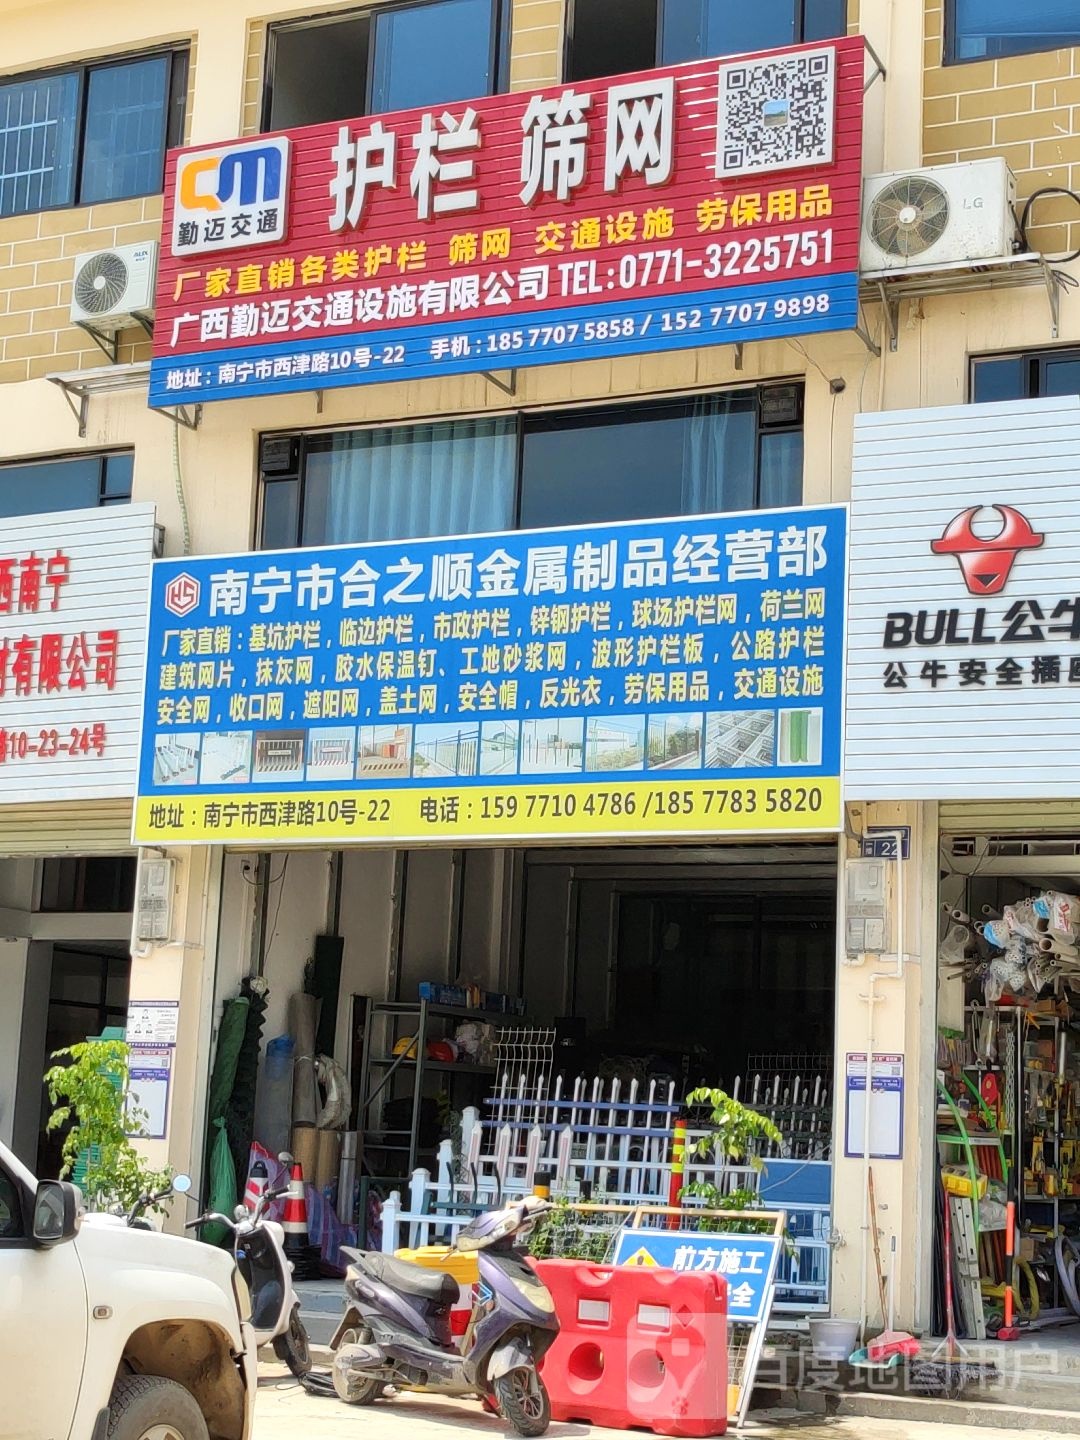 护栏 筛网
勤迈交通
厂家直销各类护栏 筛网 交通设施 劳保用品
广西勤迈交通设施有限公司 TEL:0771-3225751
地址：南宁市西津路10号-22 手机：185 7707 5858 / 152 7707 9898
LG
AUX
南宁市合之顺金属制品经营部
厂家直销：基坑护栏，临边护栏，市政护栏，锌钢护栏，球场护栏网，荷兰网
建筑网片，抹灰网，胶水保温钉、工地砂浆网，波形护栏板，公路护栏
安全网，收口网，遮阳网，盖土网，安全帽，反光衣，劳保用品，交通设施
地址：南宁市西津路10号-22 电话：159 7710 4786 /185 7783 5820
西南宁
材有限公司
路10-23-24号
BULL公牛
公牛安全插座
22
前方施工
全
百度地图用户